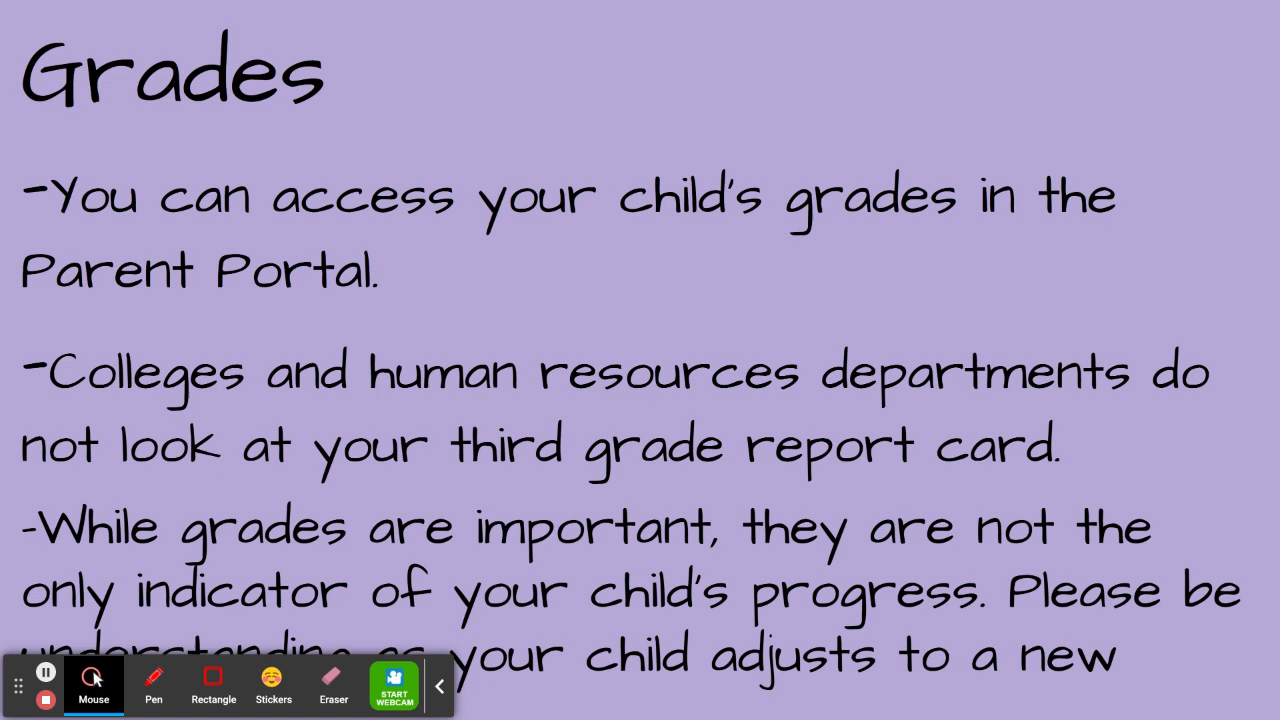 Grades
-You can access your child's grades in the
Parent Portal.
-Colleges and human resources departments do
not look at your third grade report card.
-While grades are important, they are not the
only indicator of your child's progress. Please be
understanding as your child adjusts to a new
Mouse Pen Rectangle Stickers Eraser START WEBCAM